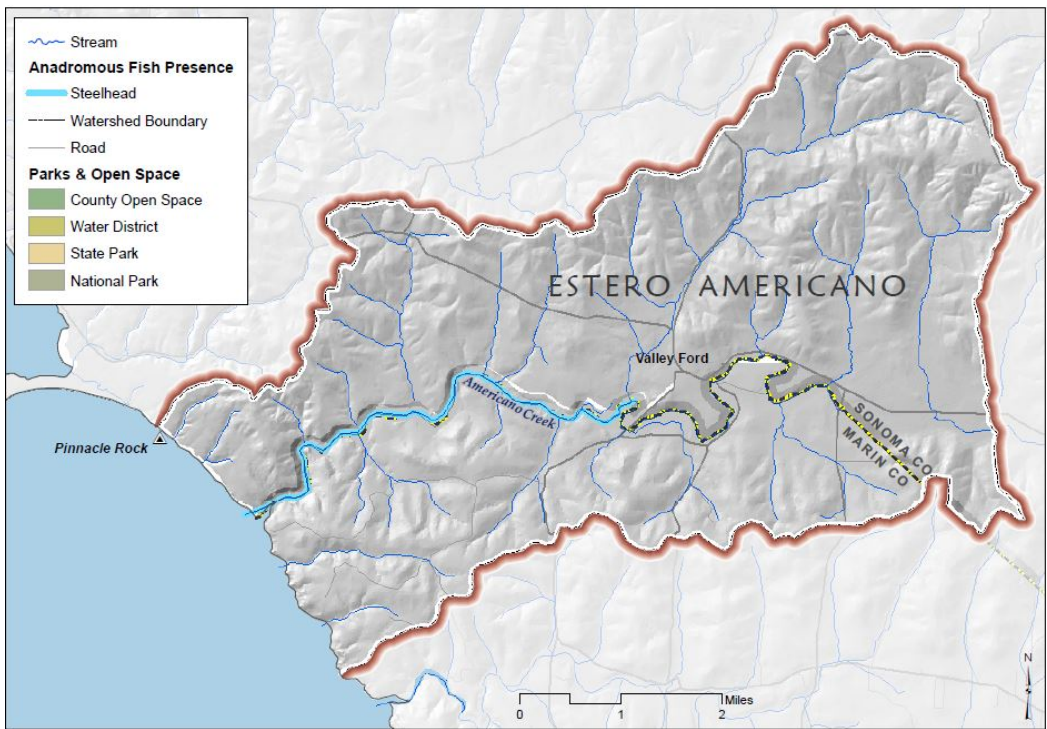 Stream
Anadromous Fish Presence
Steelhead
Watershed Boundary
Road
Parks & Open Space
County Open Space
Water District
State Park
National Park
ESTERO AMERICANO
Valley Ford
Americano Creek
SONOMA CO
MARIN CO
Pinnacle Rock
N
Miles
0 1 2